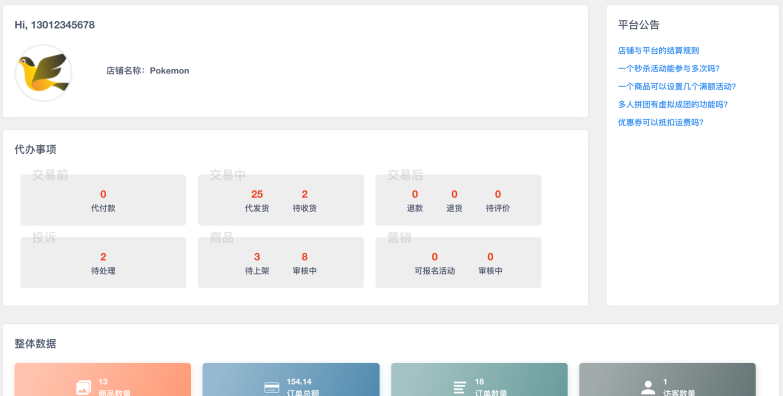 Hi, 13012345678
店铺名称：Pokemon
平台公告
店铺与平台的结算规则
一个秒杀活动能参与多次吗?
一个商品可以设置几个满额活动?
多人拼团有虚拟成团的功能吗?
优惠券可以抵扣运费吗?
代办事项
交易前
0
代付款
交易中
25 2
代发货 待收货
交易后
0 0 0
退款 退货 待评价
投诉
2
待处理
商品
3 8
待上架 审核中
营销
0 0
可报名活动 审核中
整体数据
13
商品数量
154.14
订单总额
18
订单数量
1
访客数量